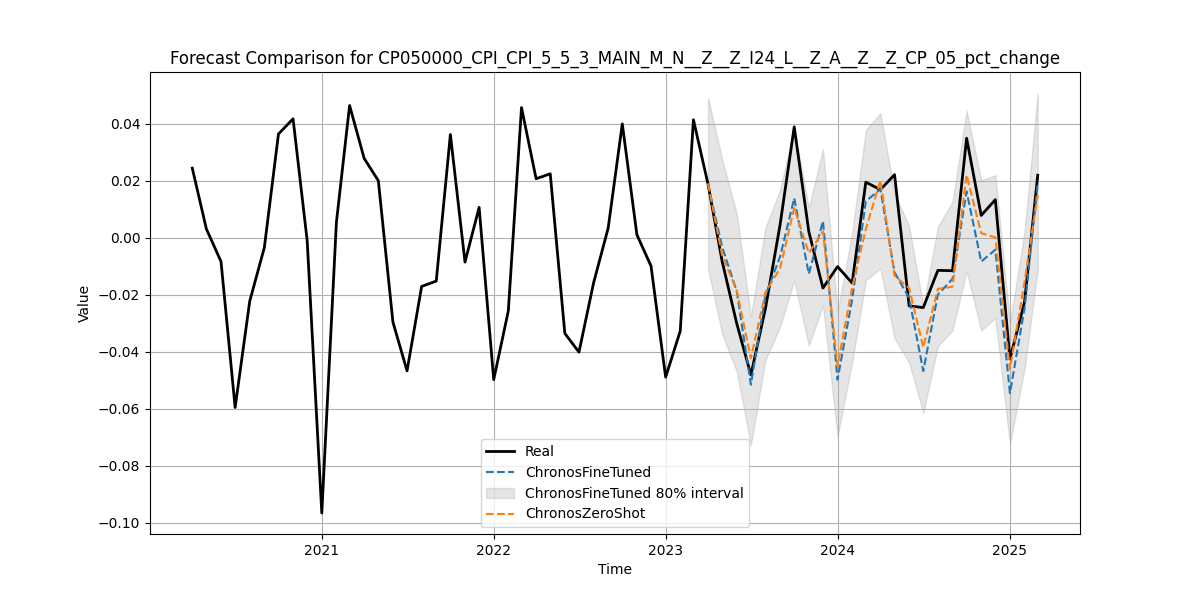 Forecast Comparison for CP050000_CPI_CPI_5_5_3_MAIN_M_N__Z__Z_I24_L__Z_A__Z__Z_CP_05_pct_change
0.04
0.02
0.00
−0.02
−0.04
−0.06
−0.08
−0.10
Value
Real
ChronosFineTuned
ChronosFineTuned 80% interval
ChronosZeroShot
2021
2022
2023
2024
2025
Time